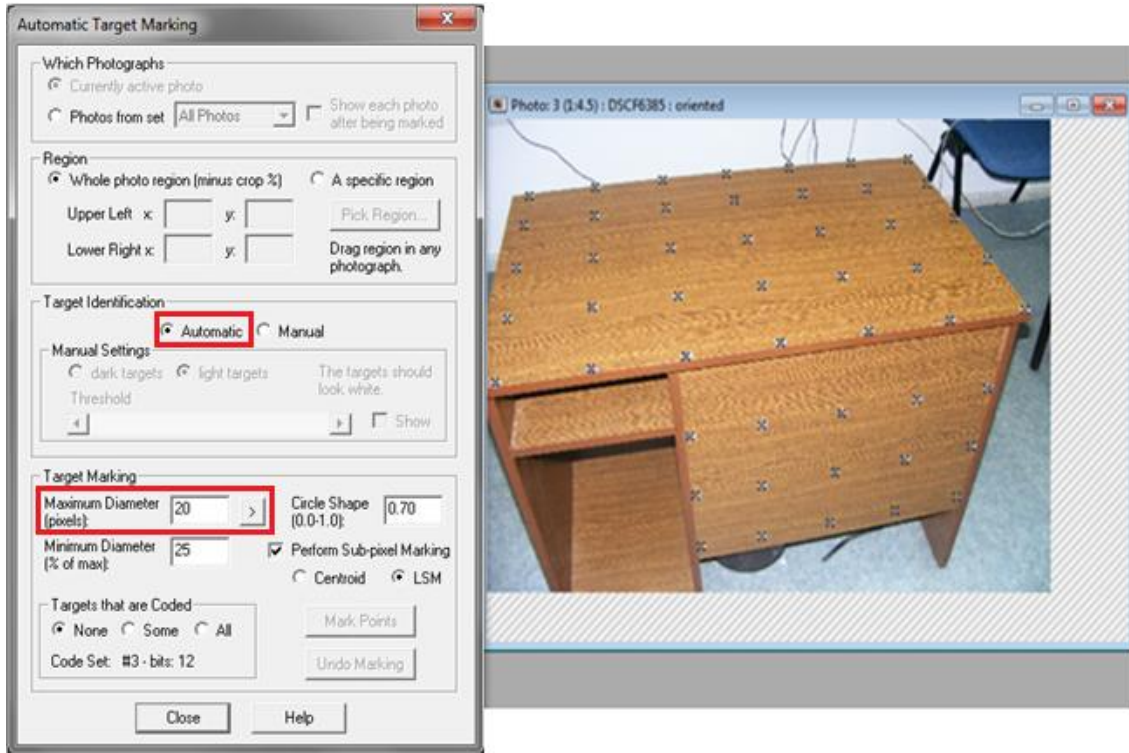 Automatic Target Marking
Which Photographs
Currently active photo
Photos from set All Photos
Show each photo
after being marked
Region
Whole photo region (minus crop %)
A specific region
Upper Left x: y:
Pick Region...
Lower Right x: y:
Drag region in any
photograph.
Target Identification
Automatic Manual
Manual Settings
dark targets light targets
The targets should
look white.
Threshold
Show
Target Marking
Maximum Diameter
(pixels): 20 >
Circle Shape
(0.0-1.0): 0.70
Minimum Diameter
(% of max): 25
Perform Sub-pixel Marking
Centroid LSM
Targets that are Coded
None Some All
Code Set: #3 - bits: 12
Mark Points
Undo Marking
Close Help
Photo: 3 (1:4.5) : DSCF6385 : oriented